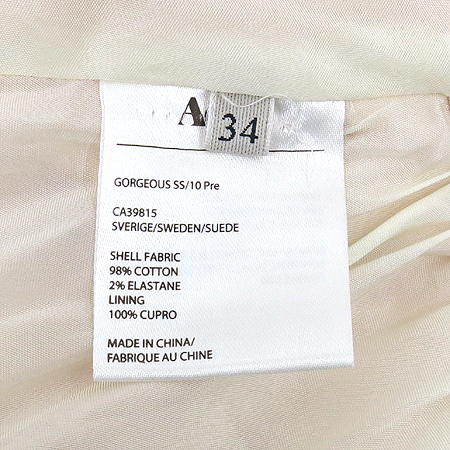 A
34
GORGEOUS SS/10 Pre
CA39815
SVERIGE/SWEDEN/SUEDE
SHELL FABRIC
98% COTTON
2% ELASTANE
LINING
100% CUPRO
MADE IN CHINA/
FABRIQUE AU CHINE